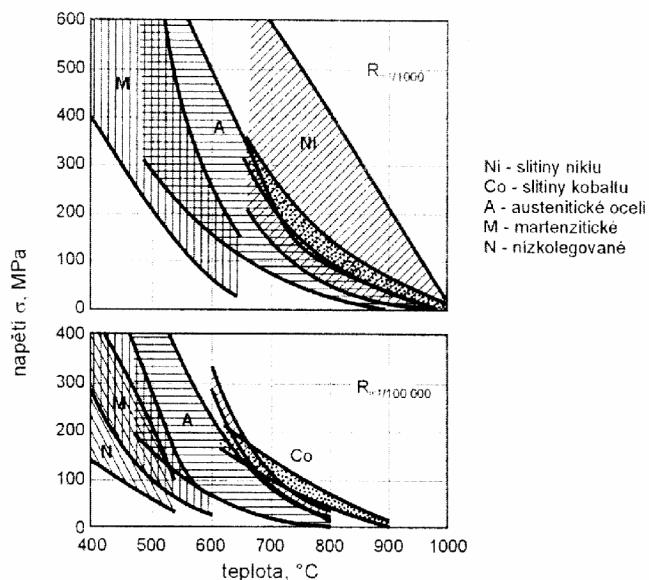 600
500
400
300
200
100
0
M
A
Ni
400
300
200
100
0
M
N
A
Co
400 500 600 700 800 900 1000
teplota, °C
napětí σ, MPa
Ni - slitiny niklu
Co - slitiny kobaltu
A - austenitické oceli
M - martenzitické
N - nízkolegované